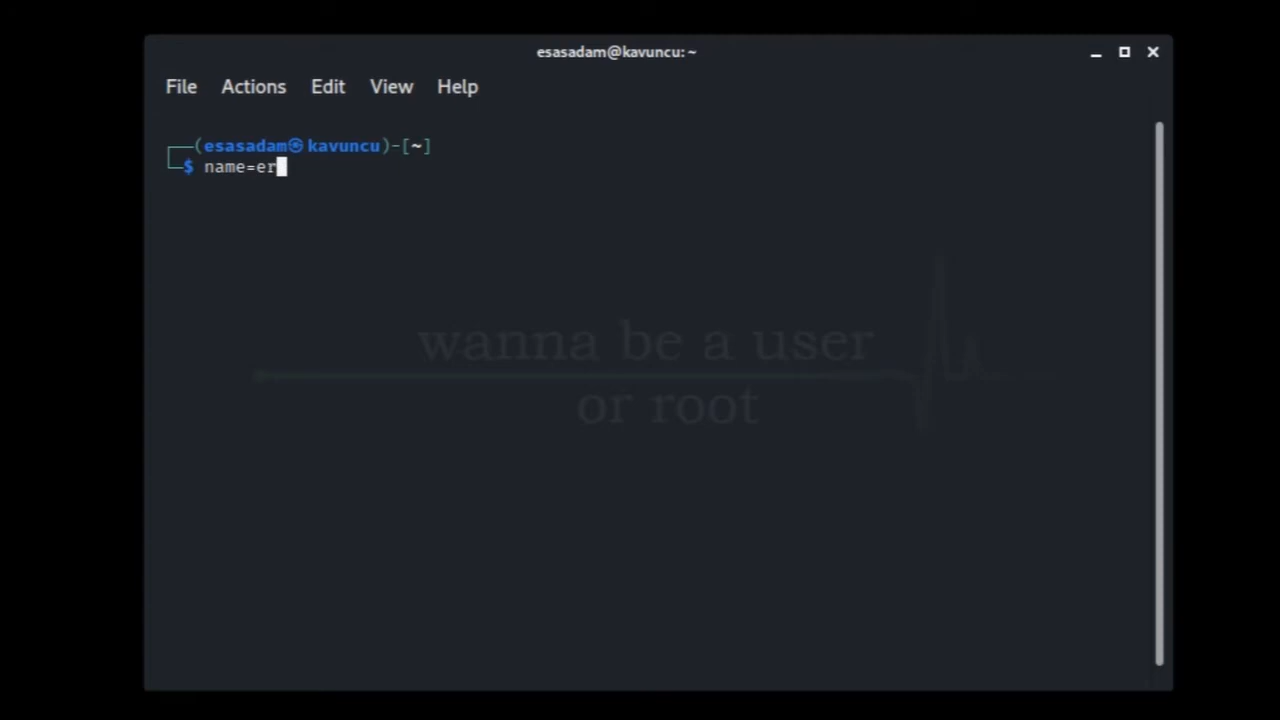 esasadam@kavuncu: ~
File Actions Edit View Help
┌──(esasadam㉿kavuncu)-[~]
└─$ name=er
wanna be a user
or root